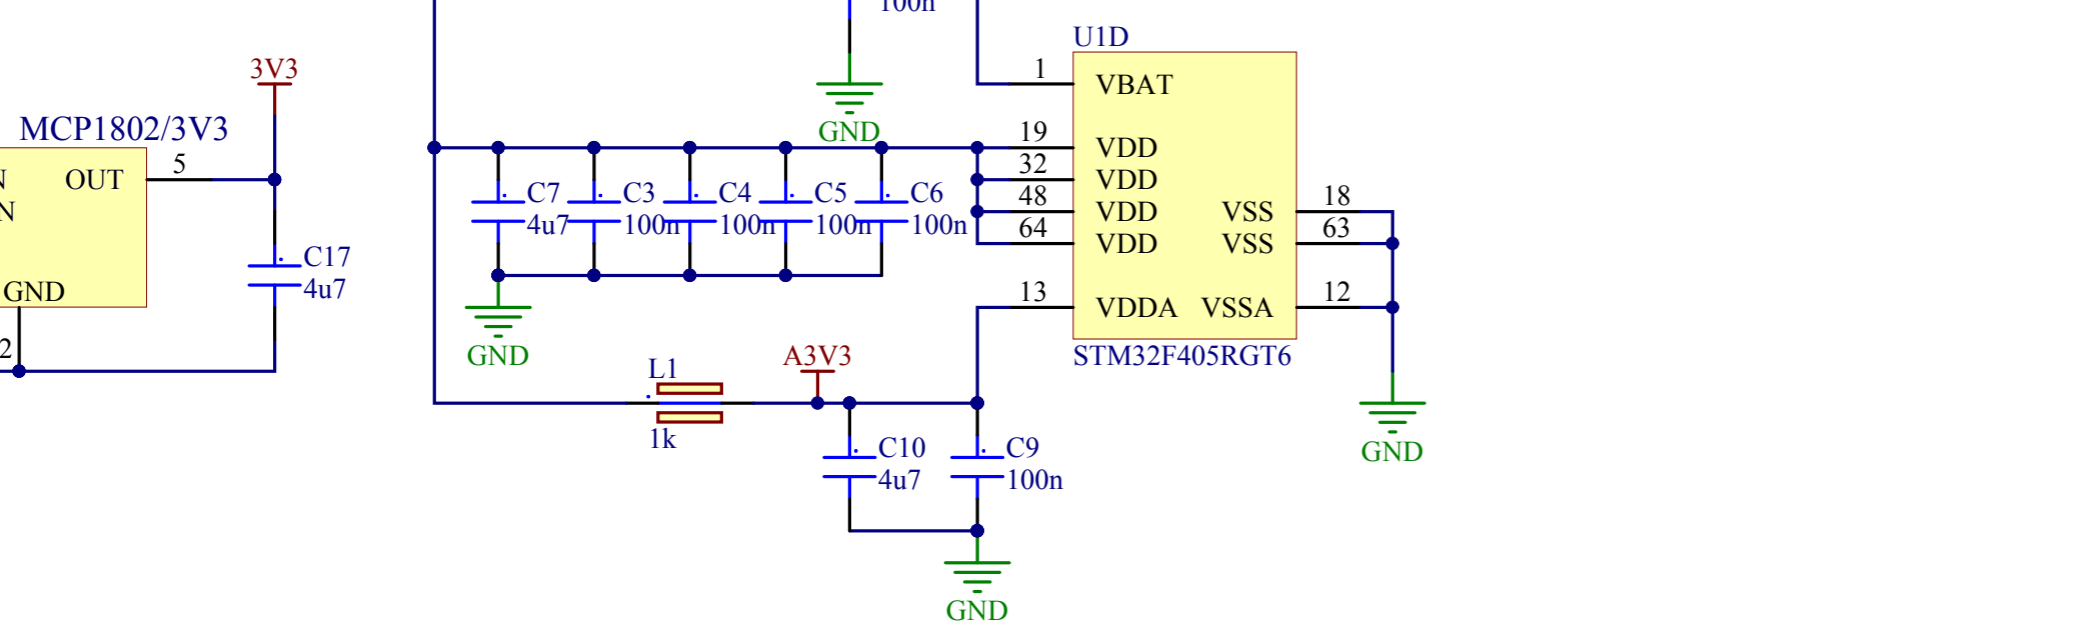 100n
U1D
3V3
1
VBAT
MCP1802/3V3
GND
19
VDD
5
OUT
32
VDD
N
C7
C3
C4
C5
C6
48
VDD
VSS
18
N
4u7
100n
100n
100n
100n
64
VDD
VSS
63
C17
4u7
GND
13
VDDA
VSSA
12
2
GND
L1
A3V3
STM32F405RGT6
1k
C10
C9
GND
4u7
100n
GND